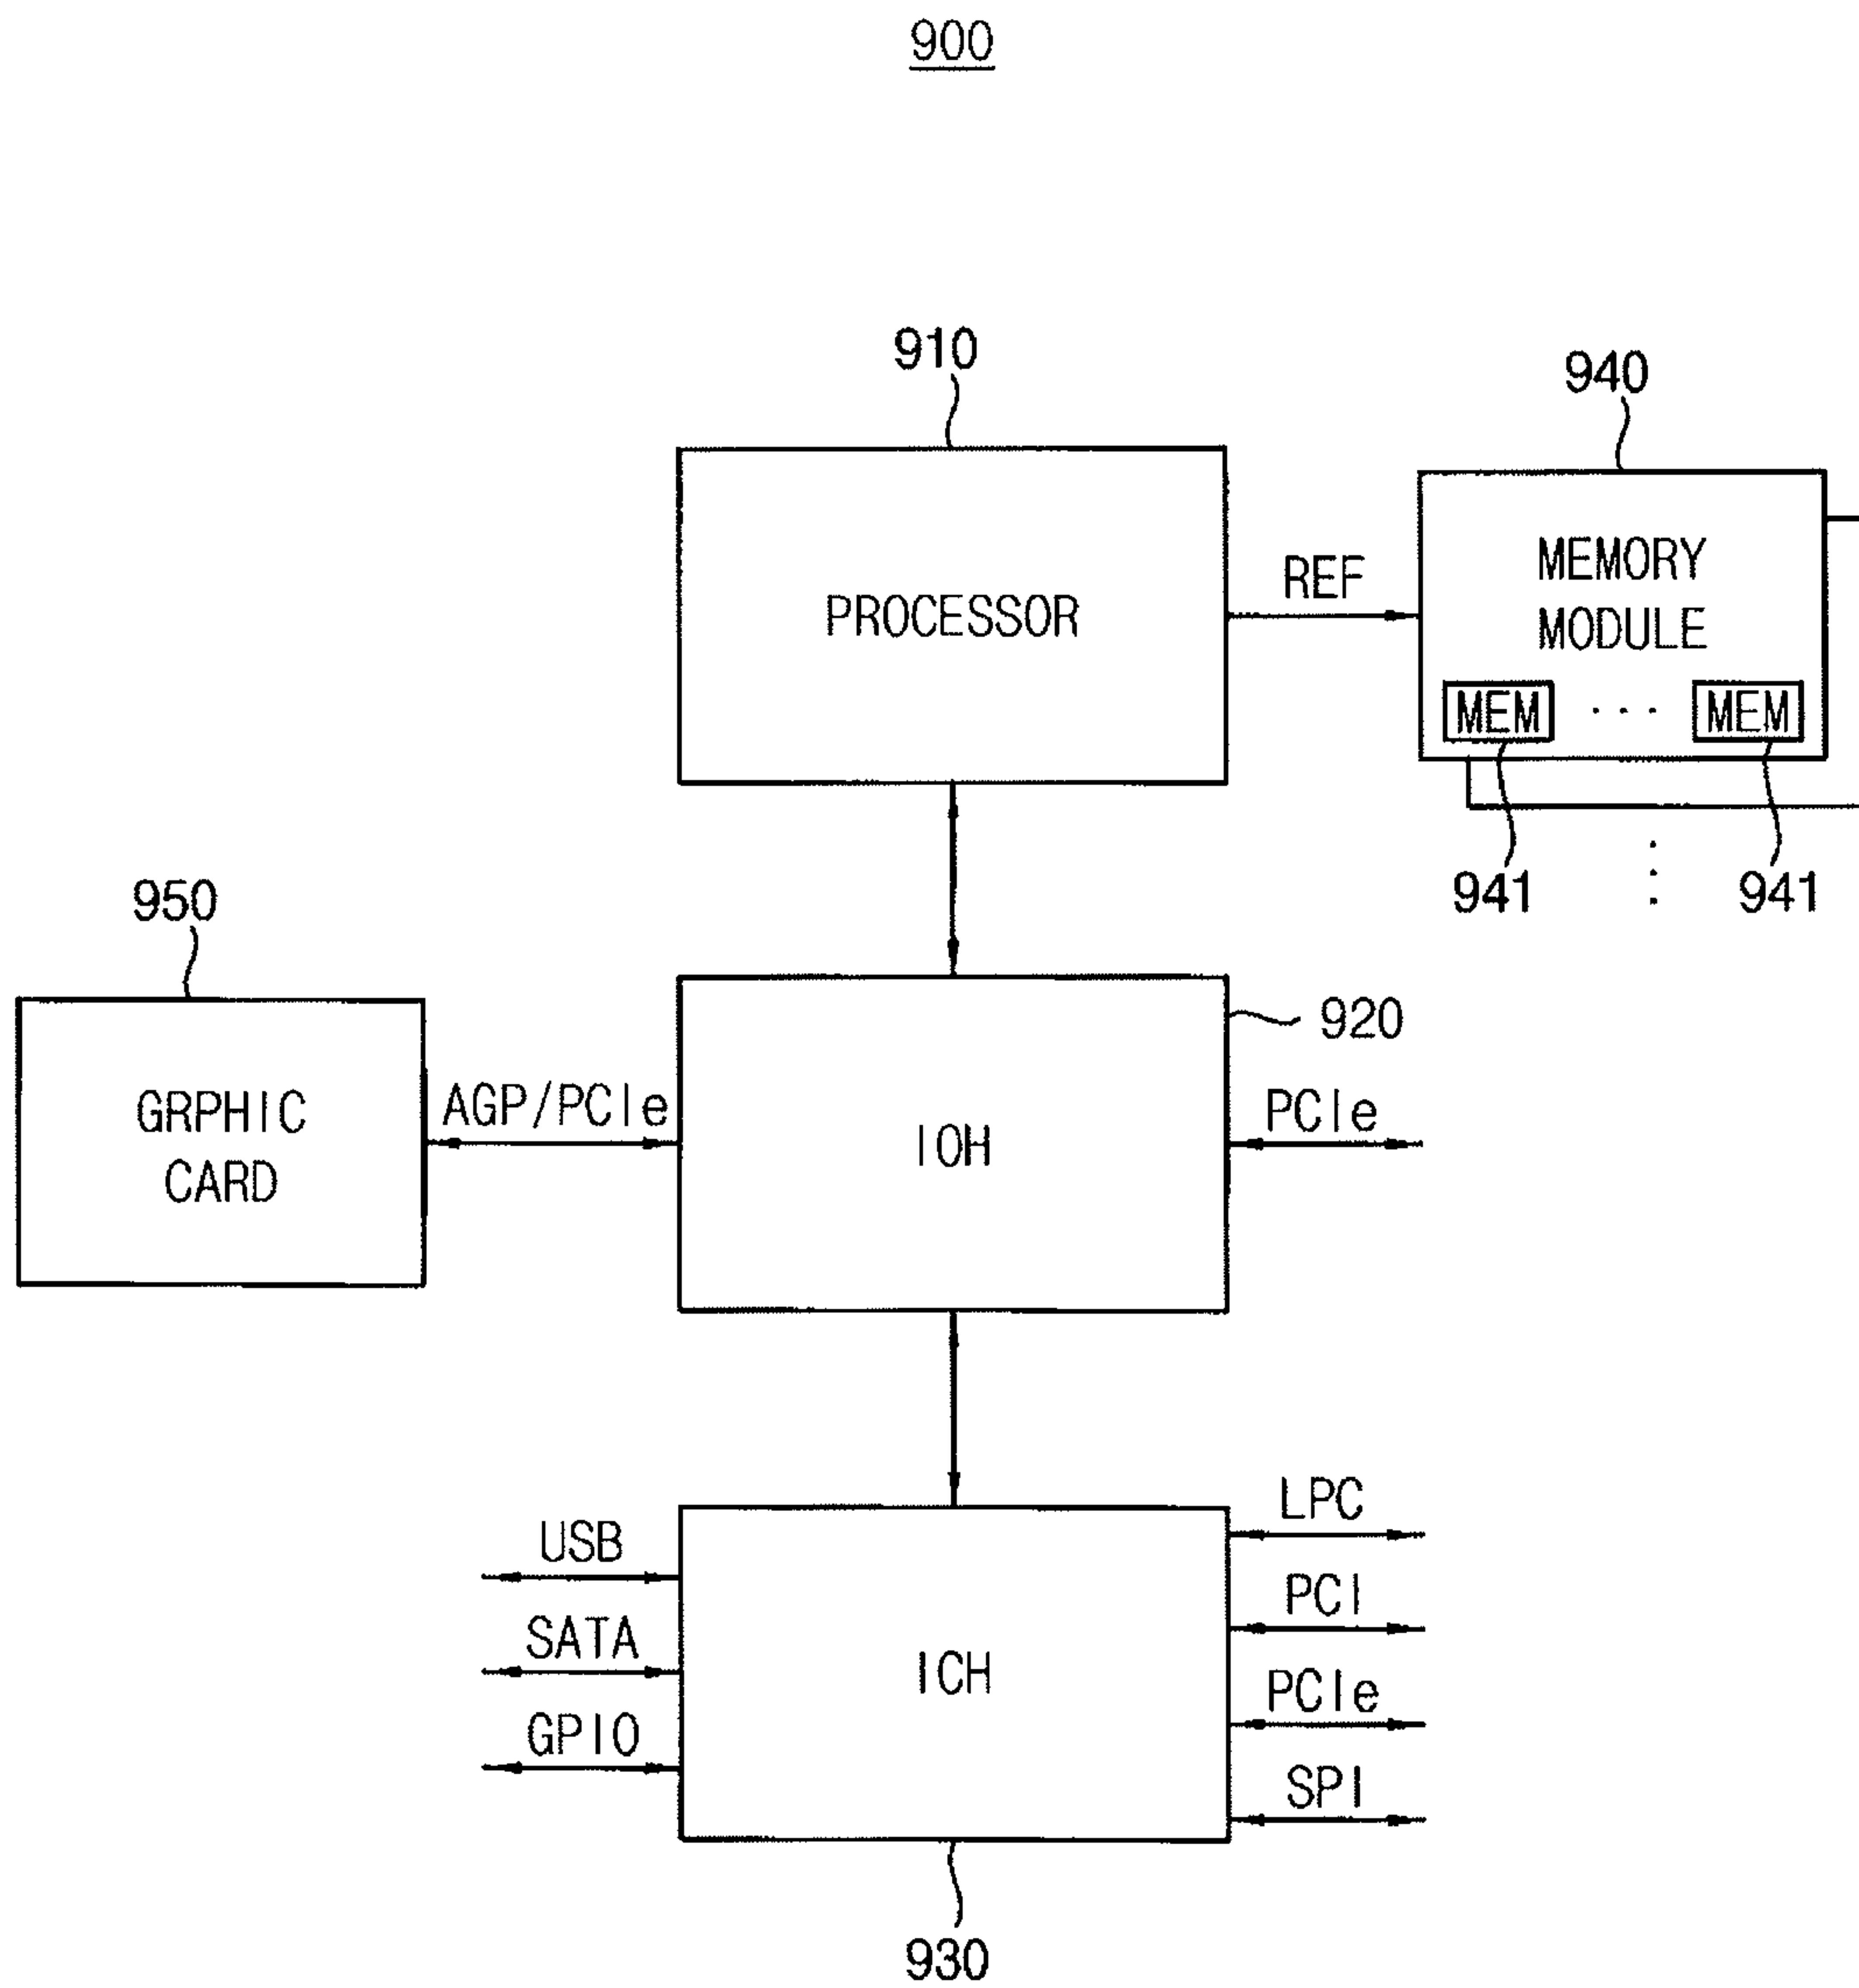 900
910
940
PROCESSOR
REF
MEMORY
MODULE
MEM
...
MEM
941
941
950
920
GRPHIC
CARD
AGP/PCIe
IOH
PCIe
USB
SATA
GPIO
ICH
LPC
PCI
PCIe
SPI
930